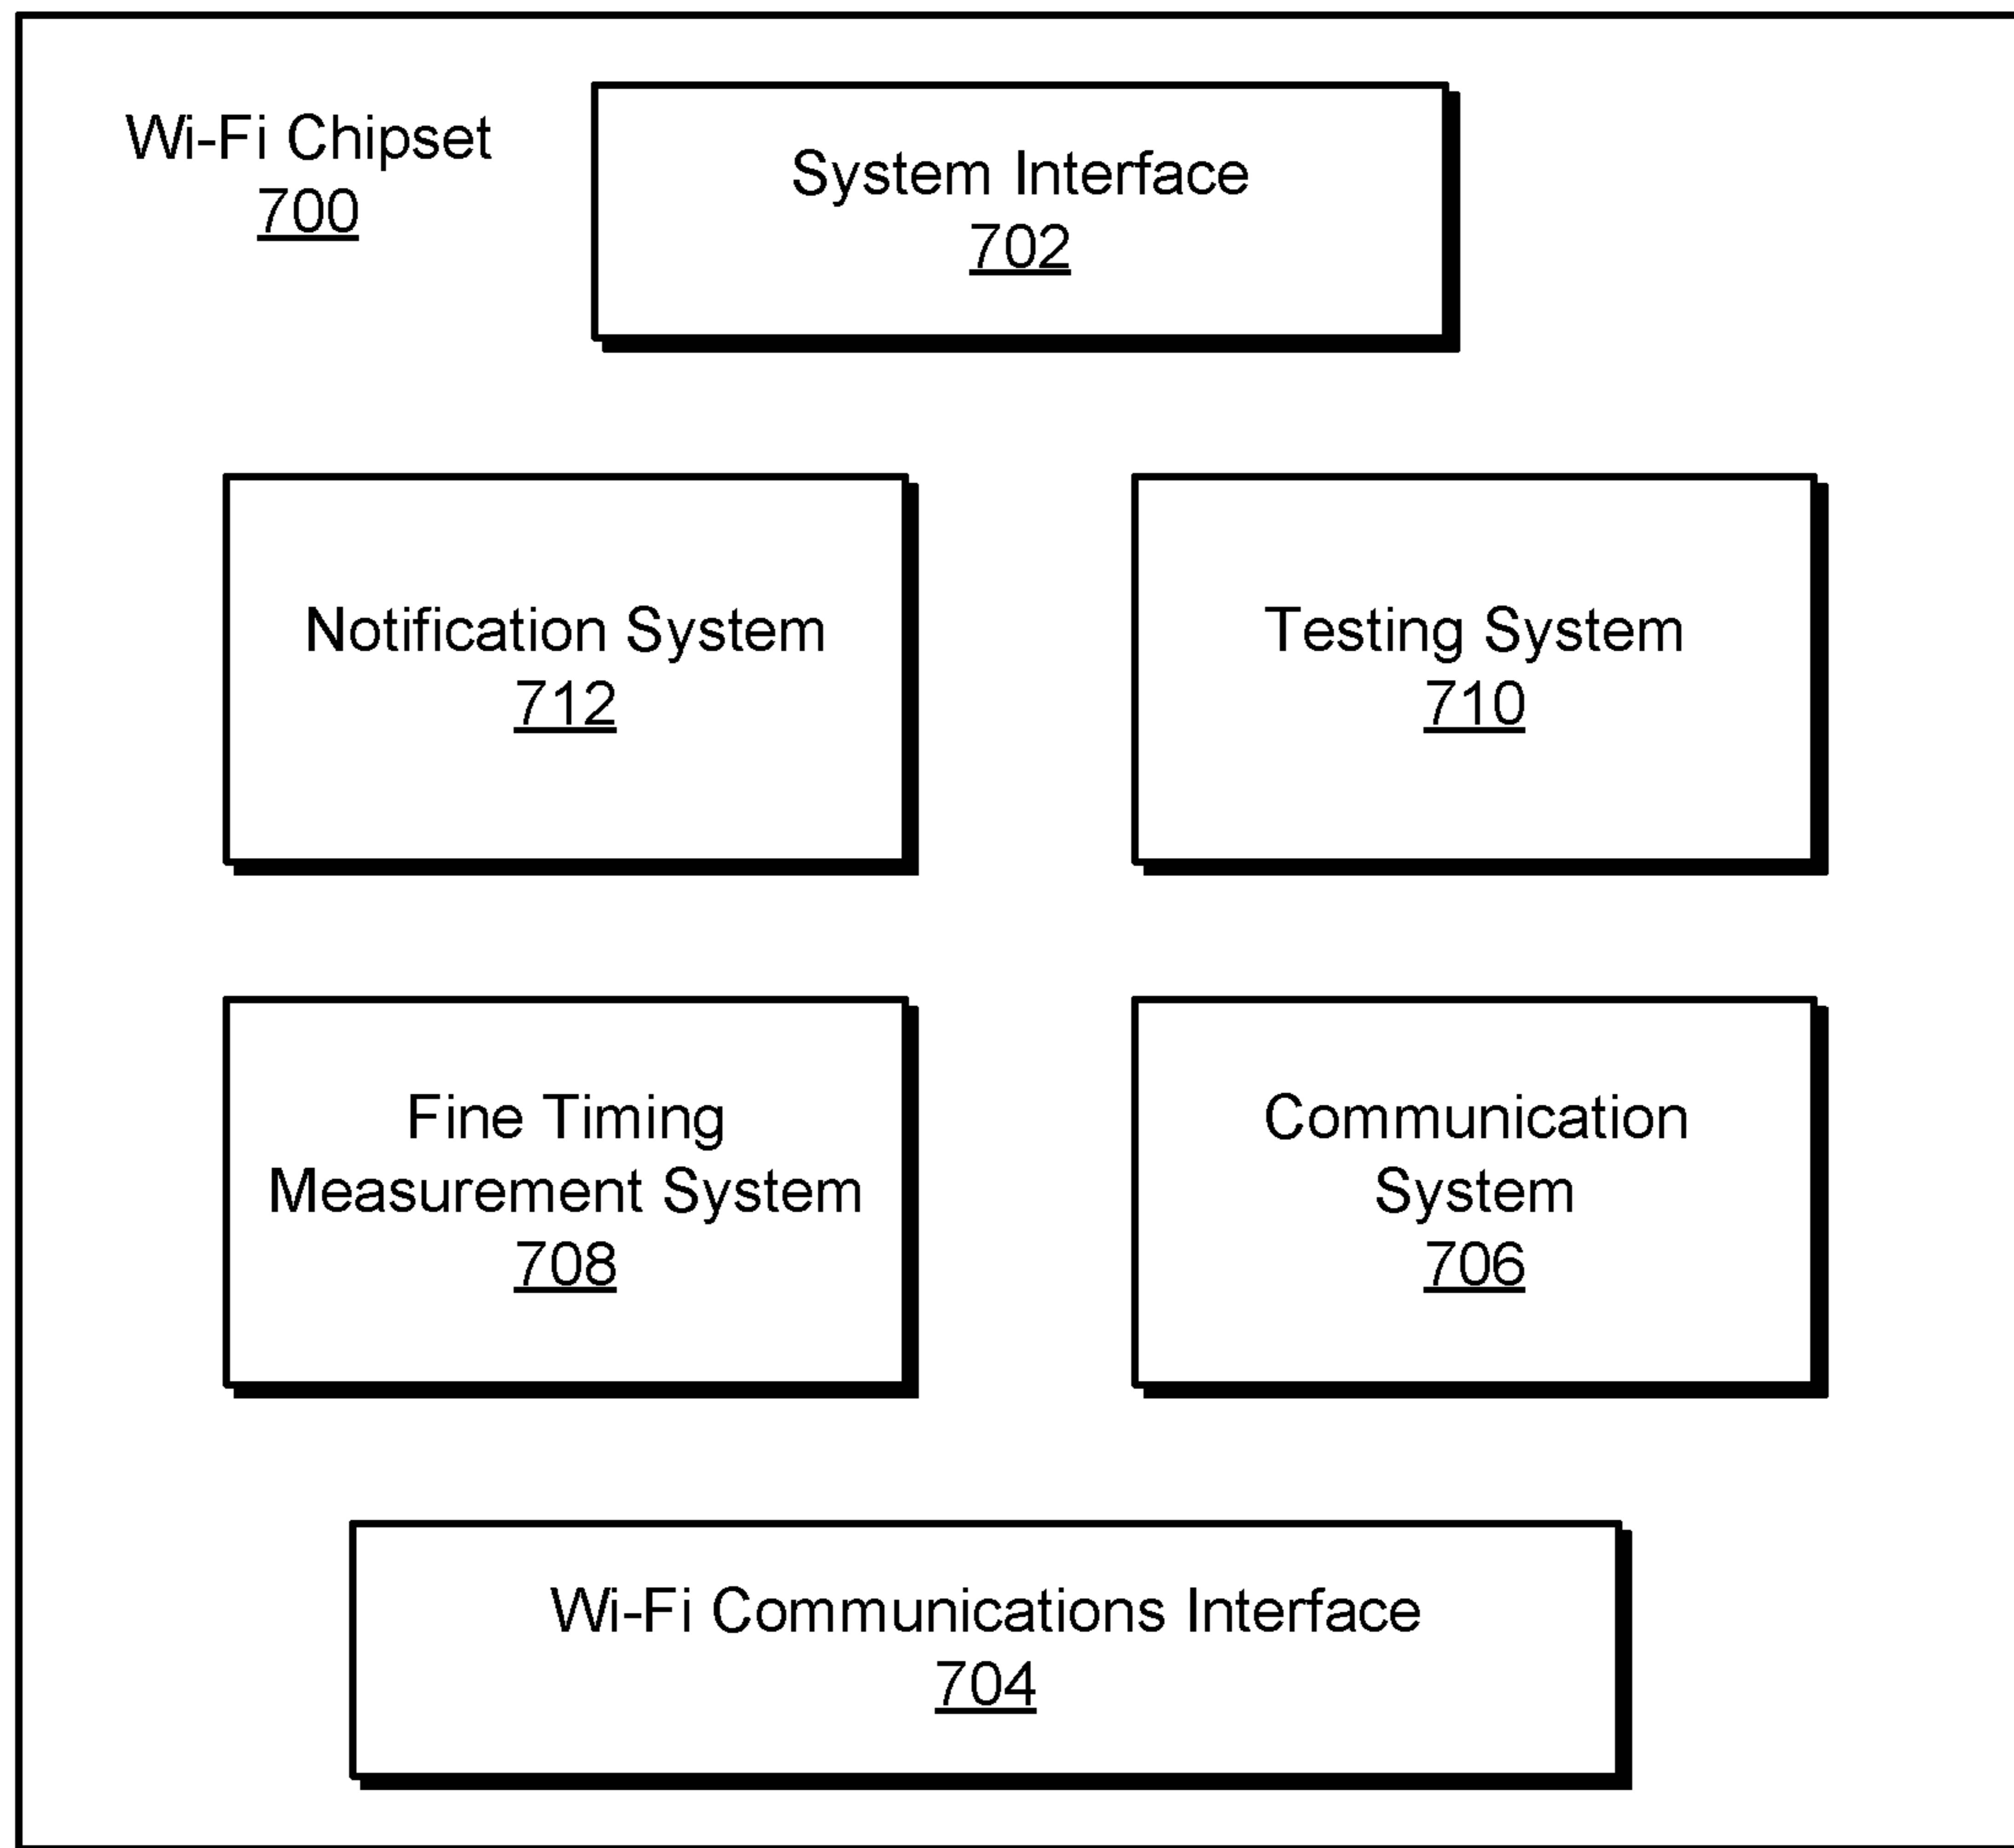 Wi-Fi Chipset
700
System Interface
702
Notification System
712
Testing System
710
Fine Timing
Measurement System
708
Communication
System
706
Wi-Fi Communications Interface
704